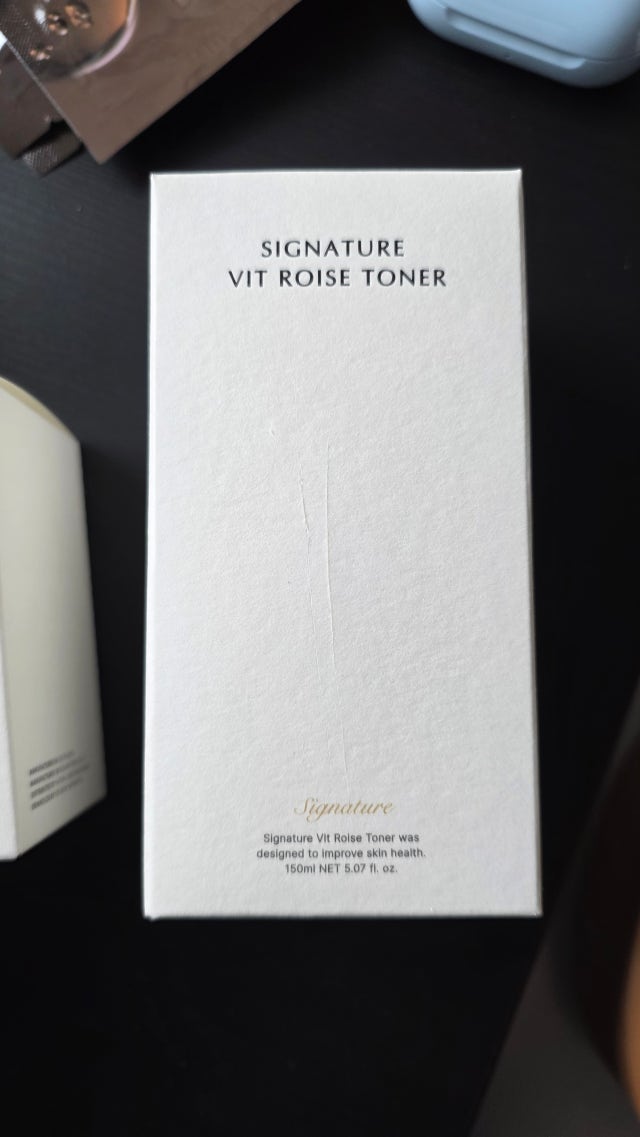 SIGNATURE
VIT ROISE TONER
Signature
Signature Vit Roise Toner was
designed to improve skin health.
150ml NET 5.07 fl. oz.